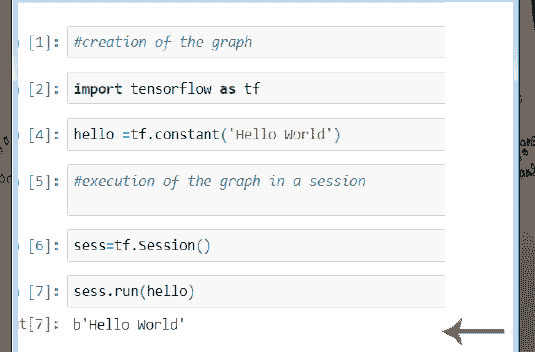 [1]: #creation of the graph
[2]: import tensorflow as tf
[4]: hello =tf.constant('Hello World')
[5]: #execution of the graph in a session
[6]: sess=tf.Session()
[7]: sess.run(hello)
t[7]: b'Hello World'